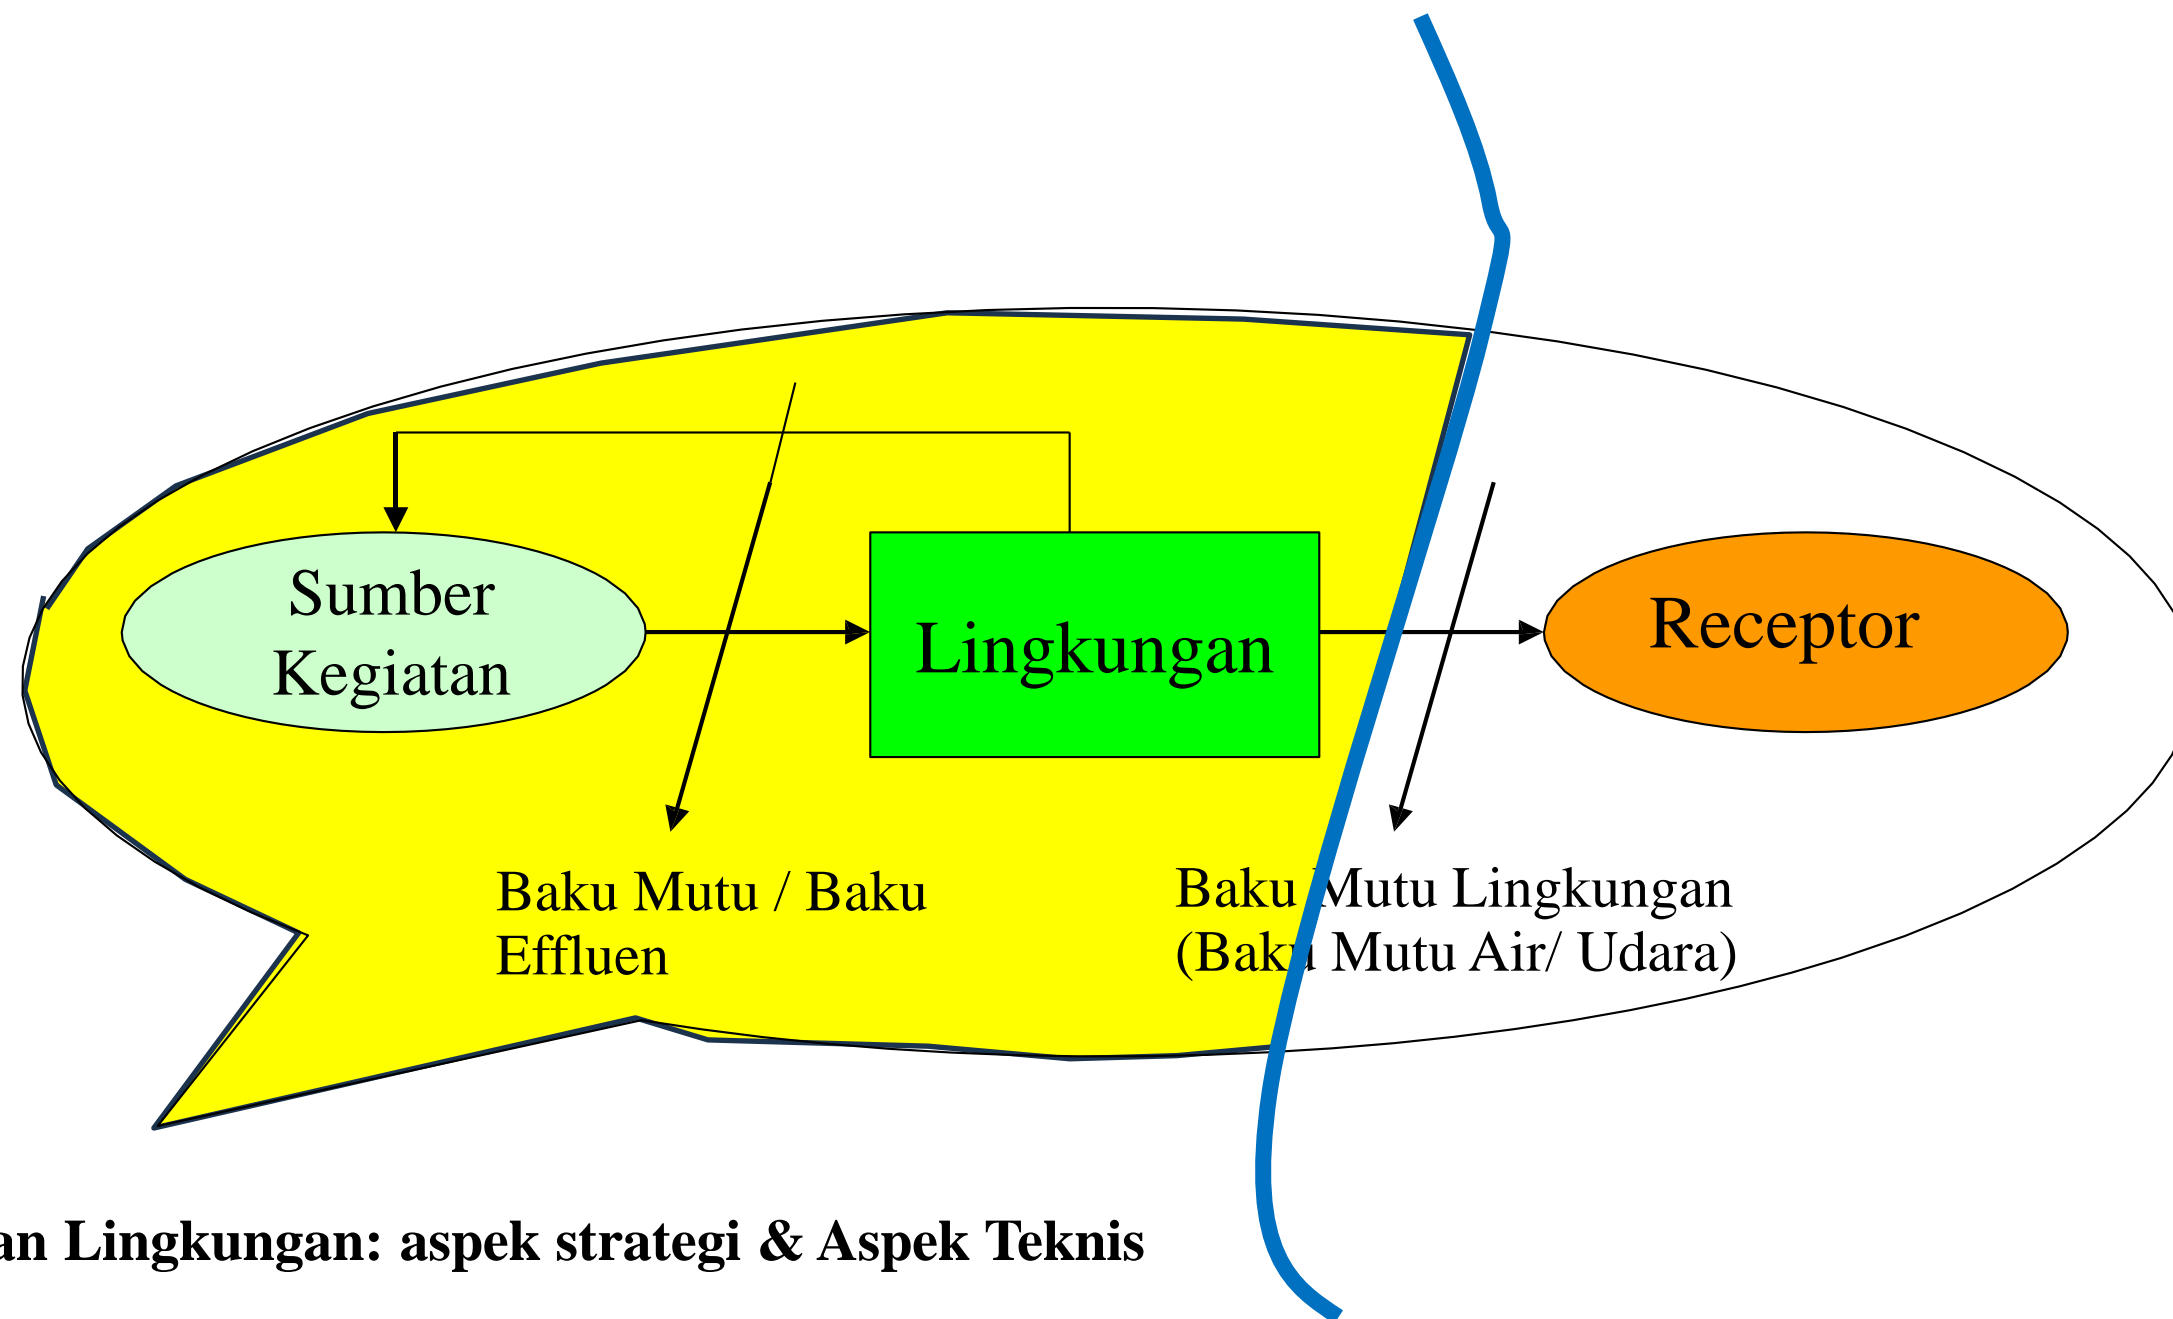 Sumber
Kegiatan
Lingkungan
Receptor
Baku Mutu / Baku
Effluen
Baku Mutu Lingkungan
(Baku Mutu Air/ Udara)
an Lingkungan: aspek strategi & Aspek Teknis